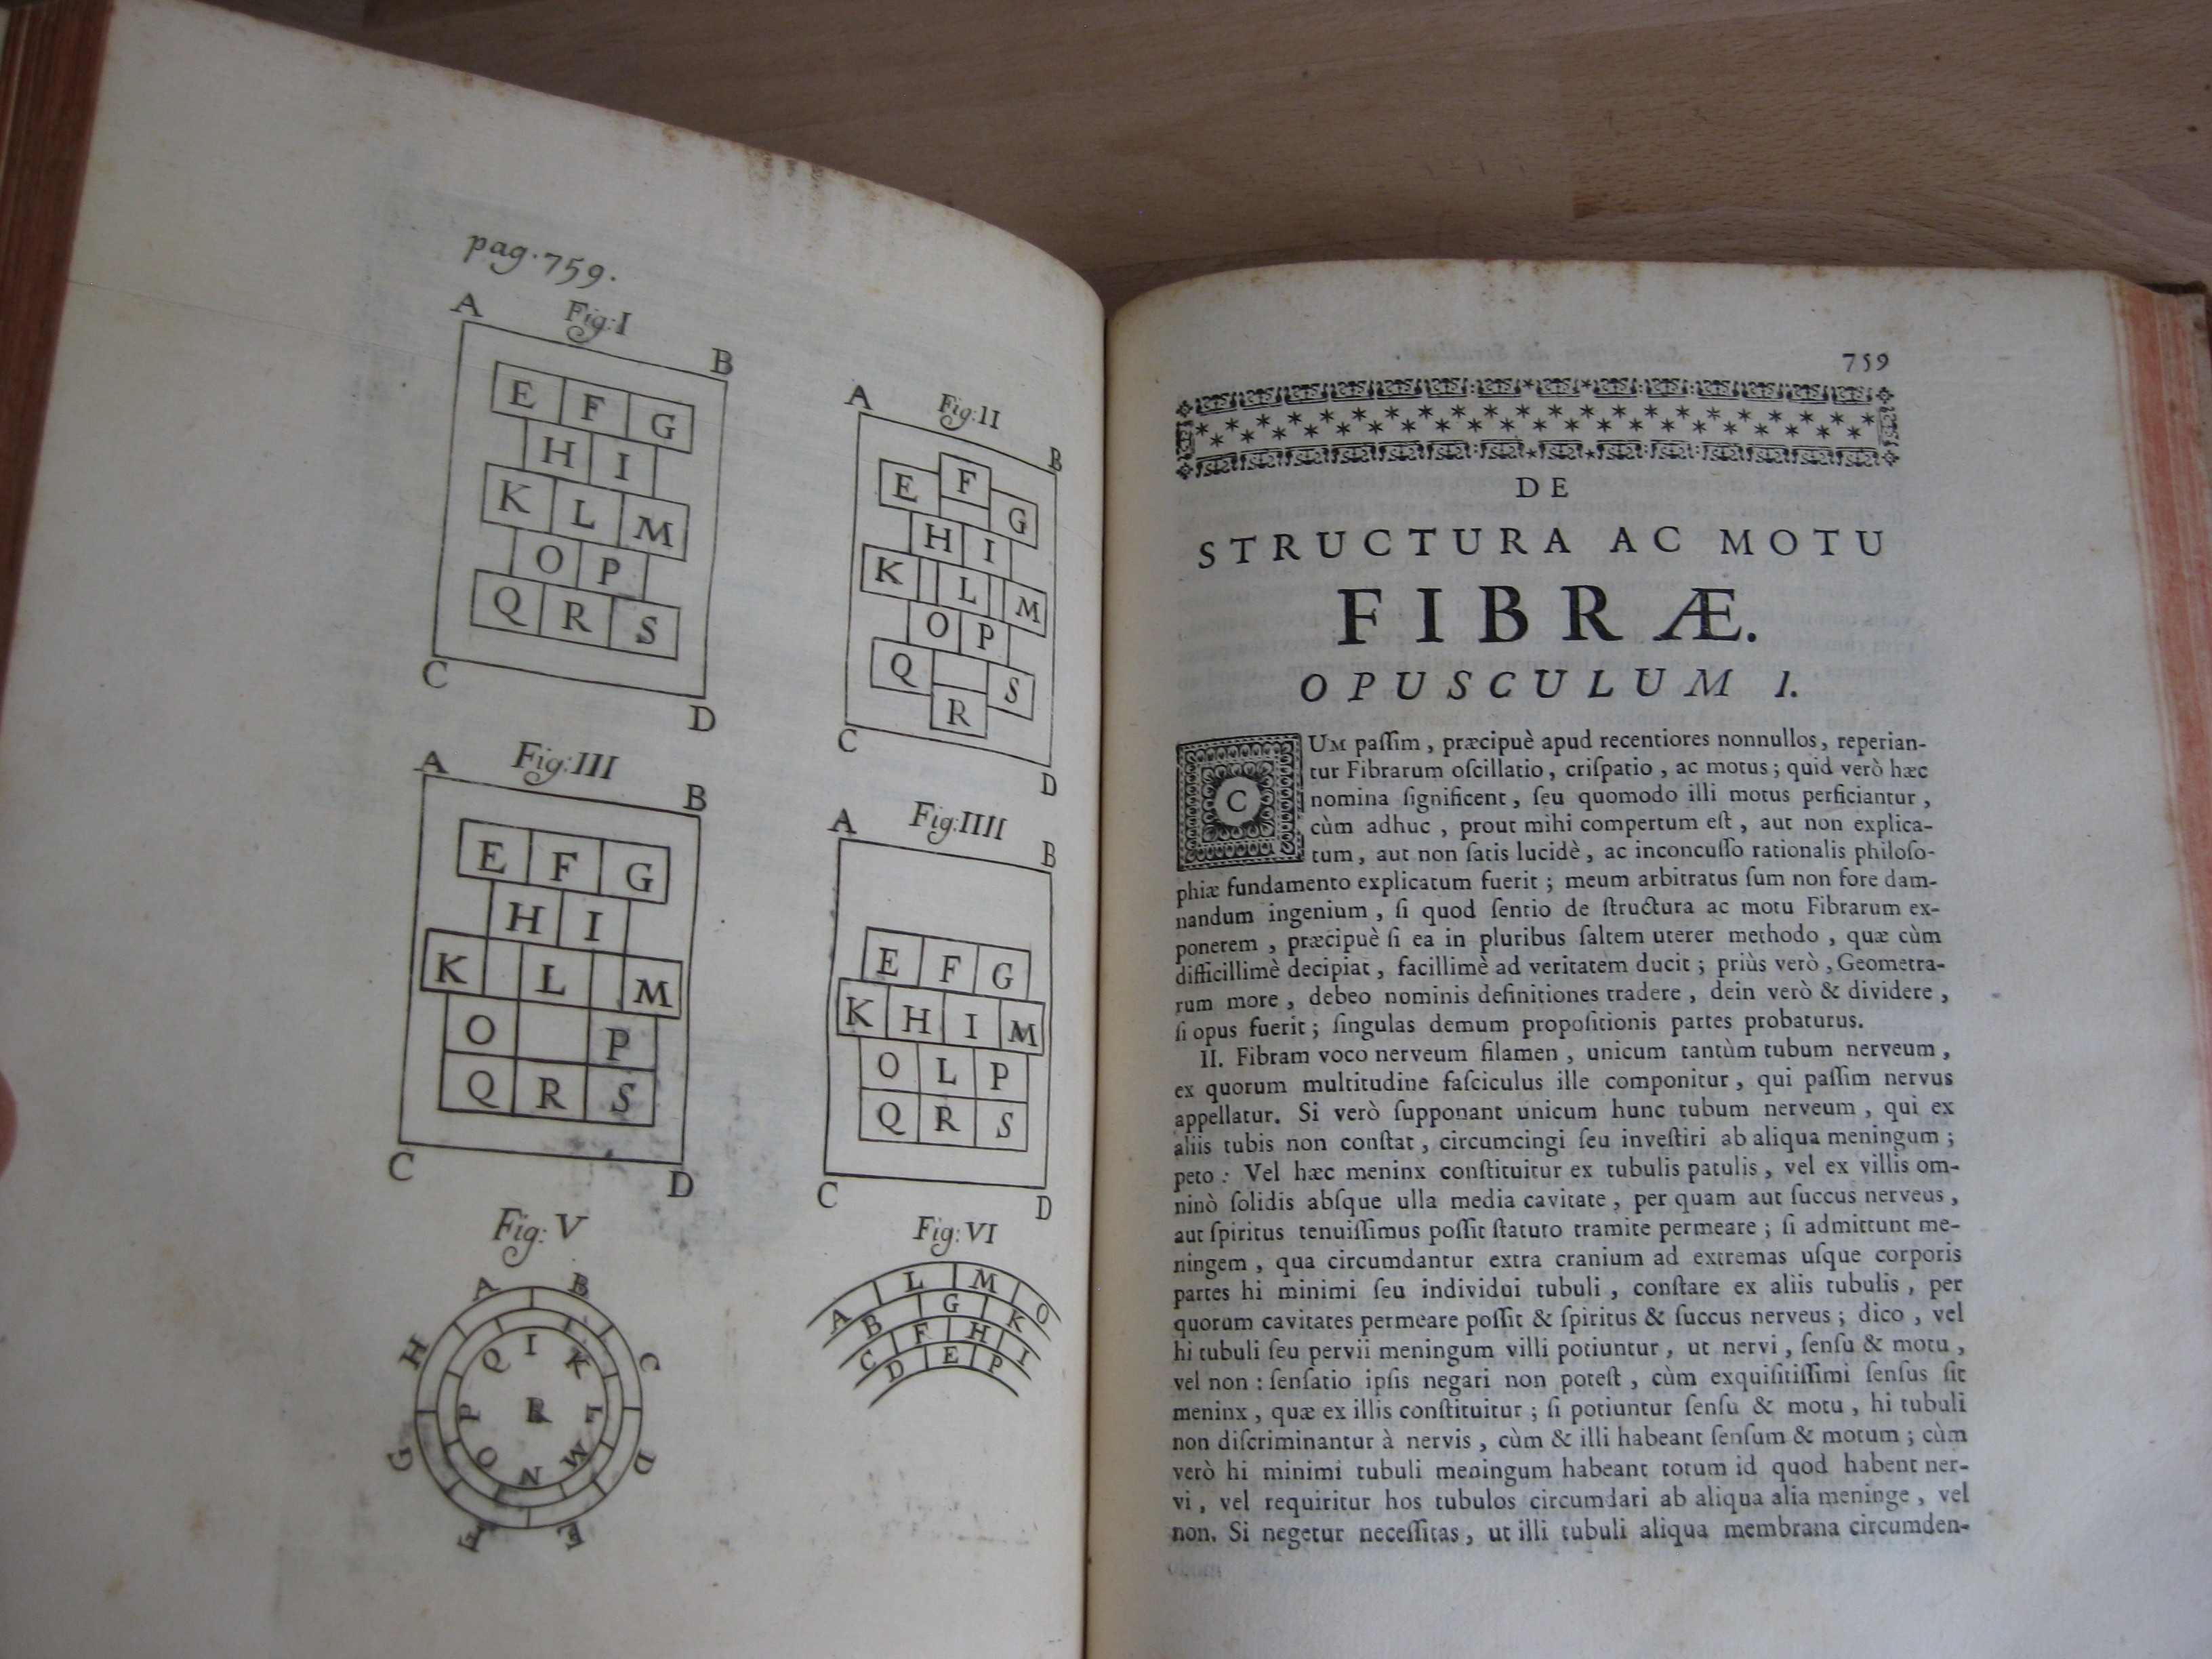 pag. 759.
Fig: I
A
B
E F G
H I
K L M
O P
Q R S
C
D
Fig: II
A
B
F
E
G
H I
K L M
O P
Q
S
R
C
D
Fig: III
A
B
E F G
H I
K L M
O P
Q R S
C
D
Fig: IIII
A
B
E F G
K H I M
O L P
Q R S
C
D
Fig: V
A B C D E F G H
I K L M N O P Q
R
Fig: VI
A L M O
B G K
C F H I
D E P
759
DE
STRUCTURA AC MOTU
FIBRÆ.
OPUSCULUM I.
CUM paſſim, præcipuè apud recentiores nonnullos, reperian-
tur Fibrarum oſcillatio, criſpatio, ac motus; quid verò hæc
nomina ſignificent, ſeu quomodo illi motus perficiantur,
cùm adhuc, prout mihi compertum eſt, aut non explica-
tum, aut non ſatis lucidè, ac inconcuſſo rationalis philoſo-
phiæ fundamento explicatum fuerit; meum arbitratus ſum non fore dam-
nandum ingenium, ſi quod ſentio de ſtructura ac motu Fibrarum ex-
ponerem, præcipuè ſi ea in pluribus ſaltem uterer methodo, quæ cùm
difficillimè decipiat, facillimè ad veritatem ducit; priùs verò, Geometra-
rum more, debeo nominis definitiones tradere, dein verò & dividere,
ſi opus fuerit; ſingulas demum propoſitionis partes probaturus.
II. Fibram voco nerveum filamen, unicum tantùm tubum nerveum,
ex quorum multitudine faſciculus ille componitur, qui paſſim nervus
appellatur. Si verò ſupponant unicum hunc tubum nerveum, qui ex
aliis tubis non conſtat, circumcingi ſeu inveſtiri ab aliqua meningum;
peto: Vel hæc meninx conſtituitur ex tubulis patulis, vel ex villis om-
ninò ſolidis abſque ulla media cavitate, per quam aut ſuccus nerveus,
aut ſpiritus tenuiſſimus poſſit ſtatuto tramite permeare; ſi admittunt me-
ningem, qua circumdantur extra cranium ad extremas uſque corporis
partes hi minimi ſeu individui tubuli, conſtare ex aliis tubulis, per
quorum cavitates permeare poſſit & ſpiritus & ſuccus nerveus; dico, vel
hi tubuli ſeu pervii meningum villi potiuntur, ut nervi, ſenſu & motu,
vel non: ſenſatio ipſis negari non poteſt, cùm exquiſitiſſimi ſenſus ſit
meninx, quæ ex illis conſtituitur; ſi potiuntur ſenſu & motu, hi tubuli
non diſcriminantur à nervis, cùm & illi habeant ſenſum & motum; cùm
verò hi minimi tubuli meningum habeant totum id quod habent ner-
vi, vel requiritur hos tubulos circumdari ab aliqua alia meninge, vel
non. Si negetur neceſſitas, ut illi tubuli aliqua membrana circumden-